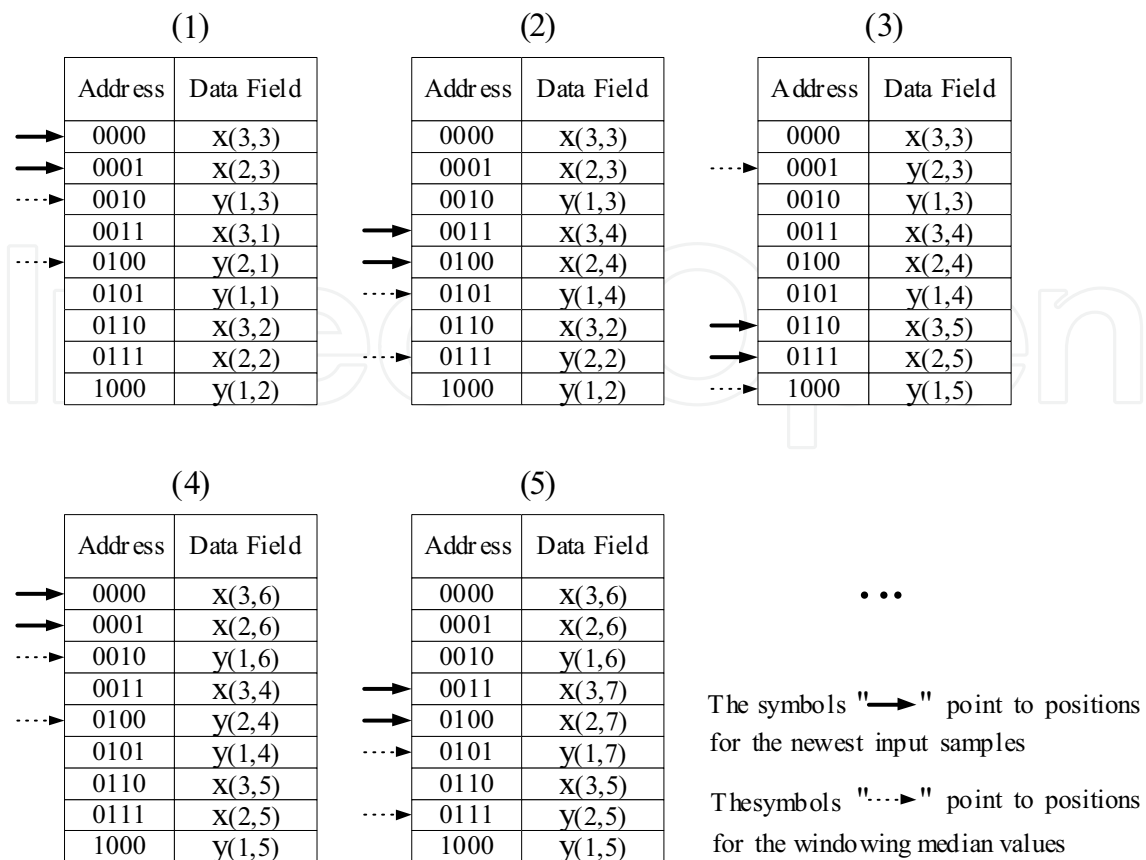 (1)
Address Data Field
0000 x(3,3)
0001 x(2,3)
0010 y(1,3)
0011 x(3,1)
0100 y(2,1)
0101 y(1,1)
0110 x(3,2)
0111 x(2,2)
1000 y(1,2)
(2)
Address Data Field
0000 x(3,3)
0001 x(2,3)
0010 y(1,3)
0011 x(3,4)
0100 x(2,4)
0101 y(1,4)
0110 x(3,2)
0111 y(2,2)
1000 y(1,2)
(3)
Address Data Field
0000 x(3,3)
0001 y(2,3)
0010 y(1,3)
0011 x(3,4)
0100 x(2,4)
0101 y(1,4)
0110 x(3,5)
0111 x(2,5)
1000 y(1,5)
(4)
Address Data Field
0000 x(3,6)
0001 x(2,6)
0010 y(1,6)
0011 x(3,4)
0100 y(2,4)
0101 y(1,4)
0110 x(3,5)
0111 x(2,5)
1000 y(1,5)
(5)
Address Data Field
0000 x(3,6)
0001 x(2,6)
0010 y(1,6)
0011 x(3,7)
0100 x(2,7)
0101 y(1,7)
0110 x(3,5)
0111 y(2,5)
1000 y(1,5)
...
The symbols "→" point to positions
for the newest input samples
Thesymbols "⇢" point to positions
for the windowing median values